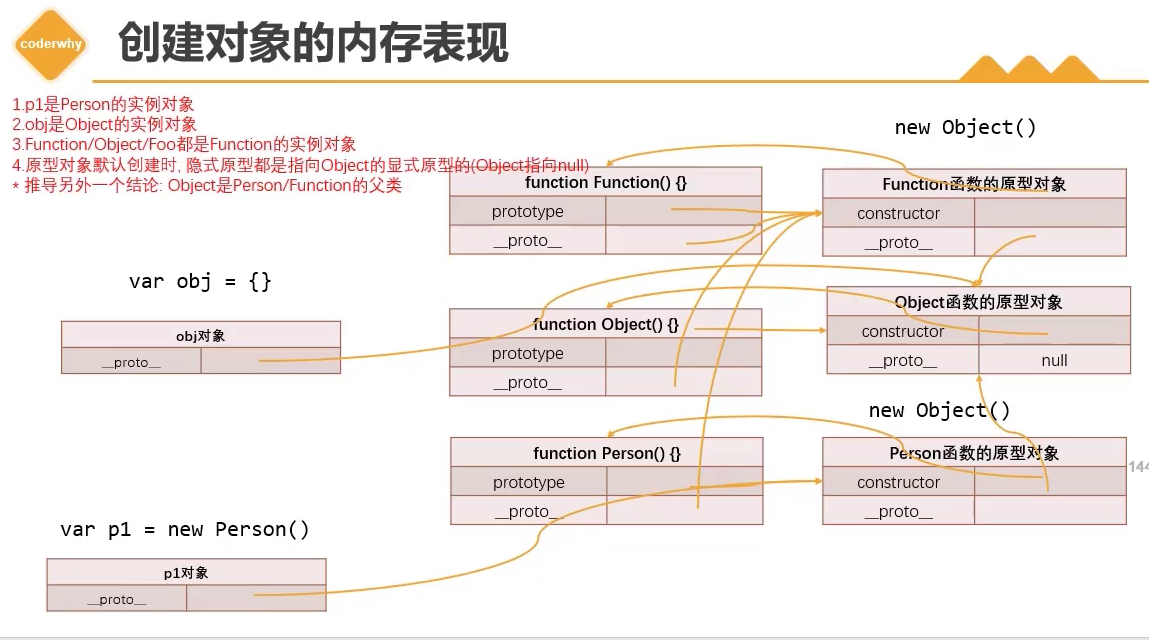 coderwhy
创建对象的内存表现
1.p1是Person的实例对象
2.obj是Object的实例对象
3.Function/Object/Foo都是Function的实例对象
4.原型对象默认创建时, 隐式原型都是指向Object的显式原型的(Object指向null)
* 推导另外一个结论: Object是Person/Function的父类
new Object()
function Function() {}
prototype
__proto__
Function函数的原型对象
constructor
__proto__
var obj = {}
obj对象
__proto__
function Object() {}
prototype
__proto__
Object函数的原型对象
constructor
__proto__
null
new Object()
function Person() {}
prototype
__proto__
Person函数的原型对象
constructor
__proto__
144
var p1 = new Person()
p1对象
__proto__